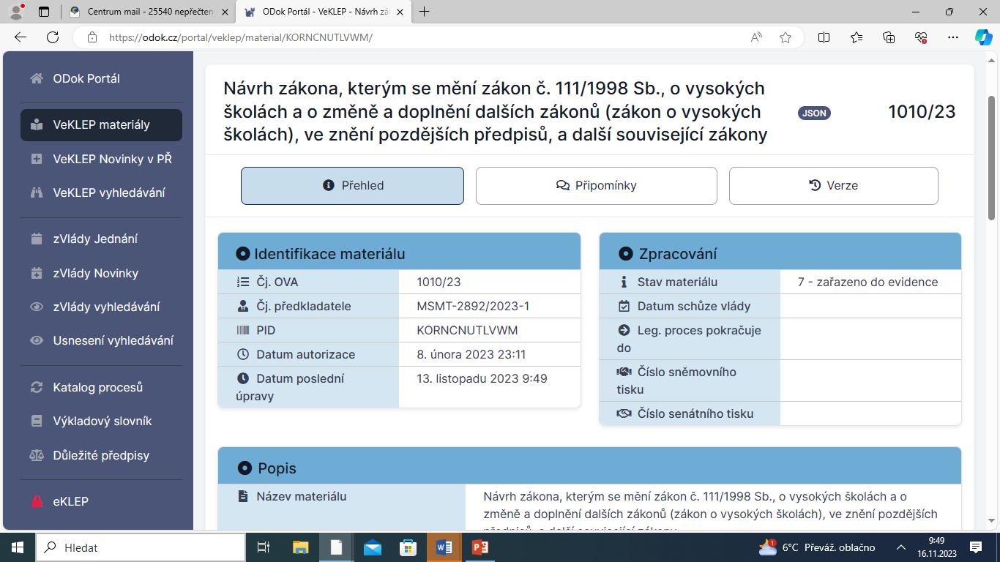 Centrum mail - 25540 nepřečten
ODok Portál - VeKLEP - Návrh zá
https://odok.cz/portal/veklep/material/KORNCNUTLVWM/
ODok Portál
VeKLEP materiály
VeKLEP Novinky v PŘ
VeKLEP vyhledávání
zVlády Jednání
zVlády Novinky
zVlády vyhledávání
Usnesení vyhledávání
Katalog procesů
Výkladový slovník
Důležité předpisy
eKLEP
Návrh zákona, kterým se mění zákon č. 111/1998 Sb., o vysokých
školách a o změně a doplnění dalších zákonů (zákon o vysokých
školách), ve znění pozdějších předpisů, a další související zákony
JSON
1010/23
Přehled
Připomínky
Verze
Identifikace materiálu
Čj. OVA 1010/23
Čj. předkladatele MSMT-2892/2023-1
PID KORNCNUTLVWM
Datum autorizace 8. února 2023 23:11
Datum poslední 13. listopadu 2023 9:49
úpravy
Zpracování
Stav materiálu 7 - zařazeno do evidence
Datum schůze vlády
Leg. proces pokračuje
do
Číslo sněmovního
tisku
Číslo senátního tisku
Popis
Název materiálu
Návrh zákona, kterým se mění zákon č. 111/1998 Sb., o vysokých školách a o
změně a doplnění dalších zákonů (zákon o vysokých školách), ve znění pozdějších
předpisů, a další související zákony
Hledat
1
6°C Převáž. oblačno
9:49
16.11.2023